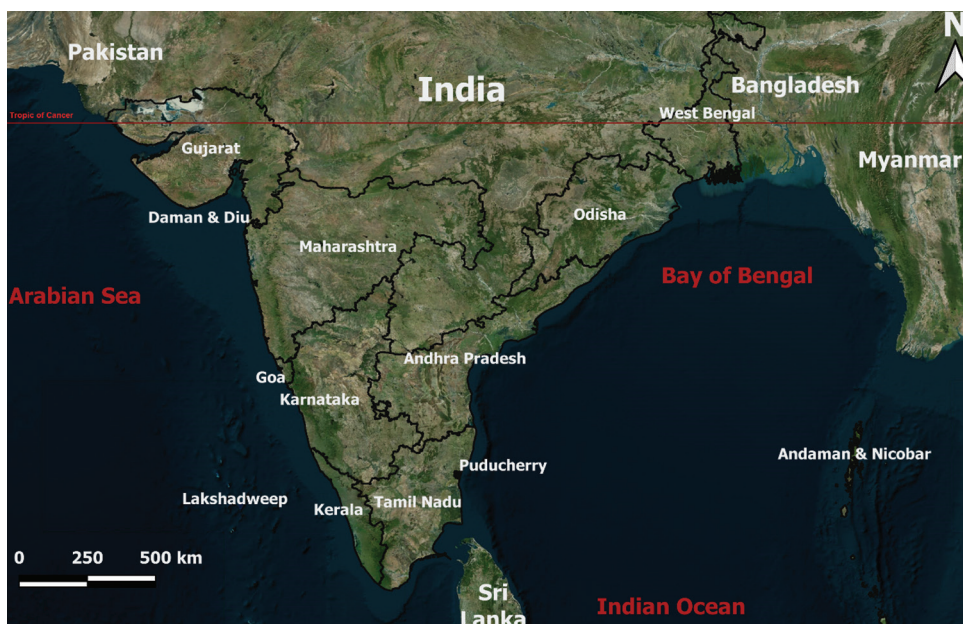 N
Pakistan
India
Bangladesh
Tropic of Cancer
West Bengal
Gujarat
Myanmar
Daman & Diu
Odisha
Maharashtra
Bay of Bengal
Arabian Sea
Andhra Pradesh
Goa
Karnataka
Andaman & Nicobar
Puducherry
Lakshadweep
Tamil Nadu
Kerala
0 250 500 km
Sri
Lanka
Indian Ocean